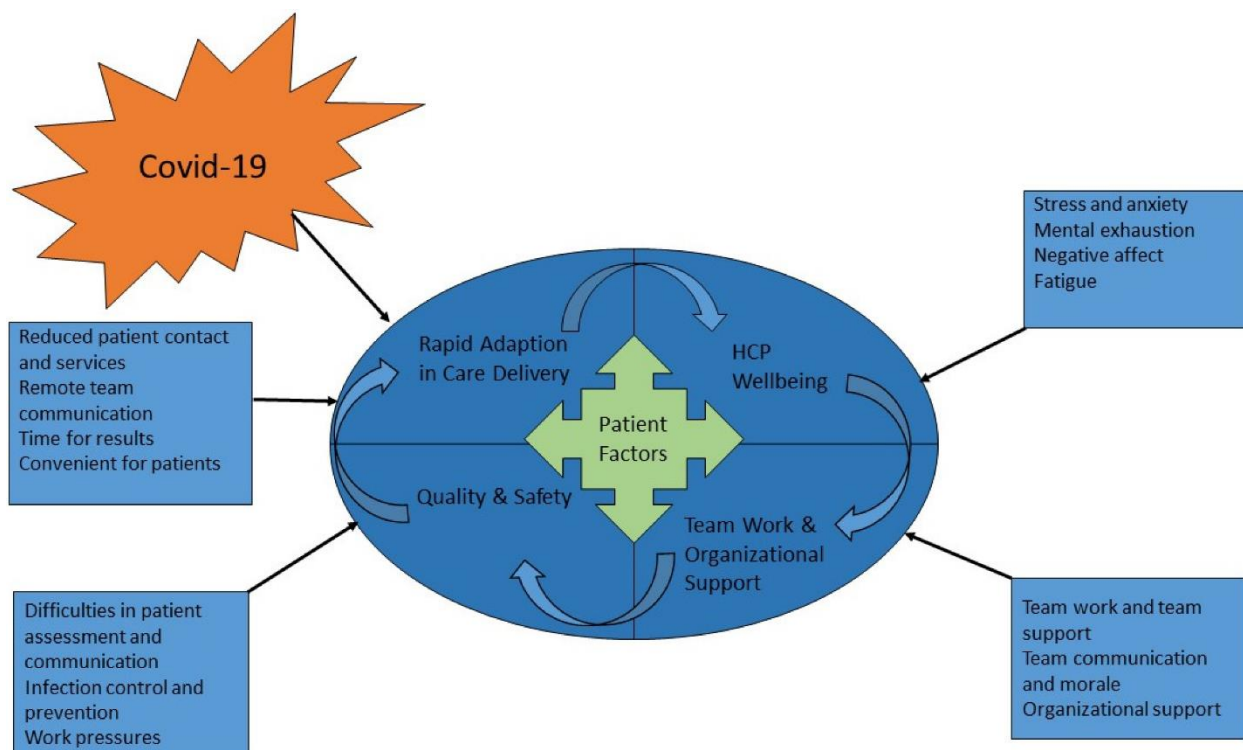 Covid-19
Stress and anxiety
Mental exhaustion
Negative affect
Fatigue
Reduced patient contact
and services
Remote team
communication
Time for results
Convenient for patients
Rapid Adaption
in Care Delivery
HCP
Wellbeing
Patient
Factors
Quality & Safety
Team Work &
Organizational
Support
Difficulties in patient
assessment and
communication
Infection control and
prevention
Work pressures
Team work and team
support
Team communication
and morale
Organizational support